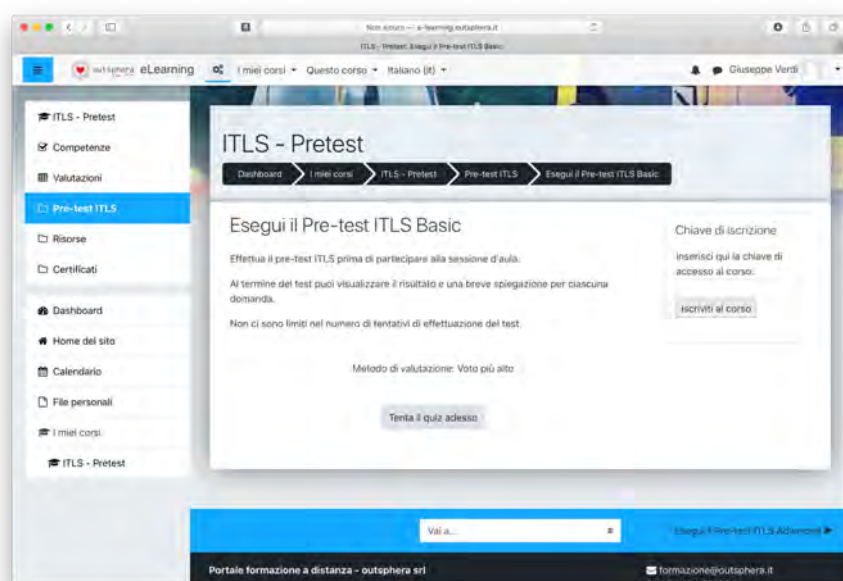 Non sicuro — e-learning.outsphera.it
ITLS - Pretest: Esegui il Pre-test ITLS Basic
outsphera eLearning
I miei corsi
Questo corso
Italiano (it)
Giuseppe Verdi
ITLS - Pretest
Competenze
Valutazioni
Pre-test ITLS
Risorse
Certificati
Dashboard
Home del sito
Calendario
File personali
I miei corsi
ITLS - Pretest
ITLS - Pretest
Dashboard
I miei corsi
ITLS - Pretest
Pre-test ITLS
Esegui il Pre-test ITLS Basic
Esegui il Pre-test ITLS Basic
Effettua il pre-test ITLS prima di partecipare alla sessione d'aula.
Al termine del test puoi visualizzare il risultato e una breve spiegazione per ciascuna
domanda.
Non ci sono limiti nel numero di tentativi di effettuazione del test.
Metodo di valutazione: Voto più alto
Tenta il quiz adesso
Chiave di iscrizione
Inserisci qui la chiave di
accesso al corso.
Iscriviti al corso
Vai a...
Esegui il Pre-test ITLS Advanced ▶
Portale formazione a distanza - outsphera srl
formazione@outsphera.it